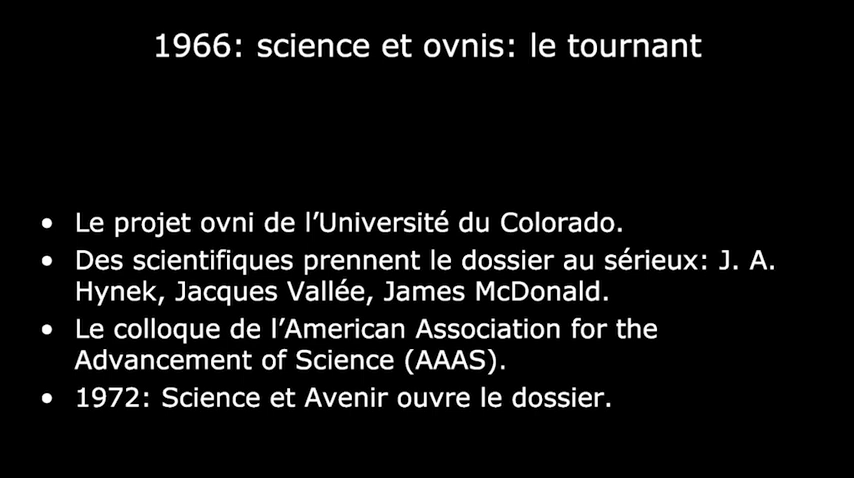 1966: science et ovnis: le tournant
• Le projet ovni de l’Université du Colorado.
• Des scientifiques prennent le dossier au sérieux: J. A.
Hynek, Jacques Vallée, James McDonald.
• Le colloque de l’American Association for the
Advancement of Science (AAAS).
• 1972: Science et Avenir ouvre le dossier.